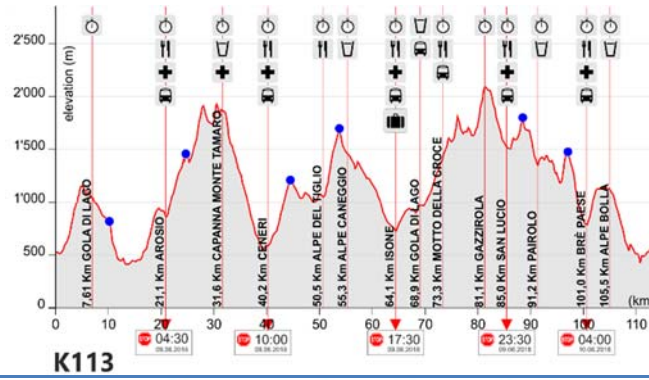 elevation (m)
2'500
2'000
1'500
1'000
500
0
7,61 Km GOLA DI LAGO
21,1 Km AROSIO
31,6 Km CAPANNA MONTE TAMARO
40,2 Km CENERI
50,5 Km ALPE DEL TIGLIO
55,3 Km ALPE CANEGGIO
64,1 Km ISONE
68,9 Km GOLA DI LAGO
73,3 Km MOTTO DELLA CROCE
81,1 Km GAZZIROLA
85,0 Km SAN LUCIO
91,2 Km PAIROLO
101,0 Km BRÈ PAESE
105,5 Km ALPE BOLLA
(km
0 10 20 30 40 50 60 70 80 90 100 110
STOP 04:30
STOP 10:00
STOP 17:30
STOP 23:30
STOP 04:00
K113